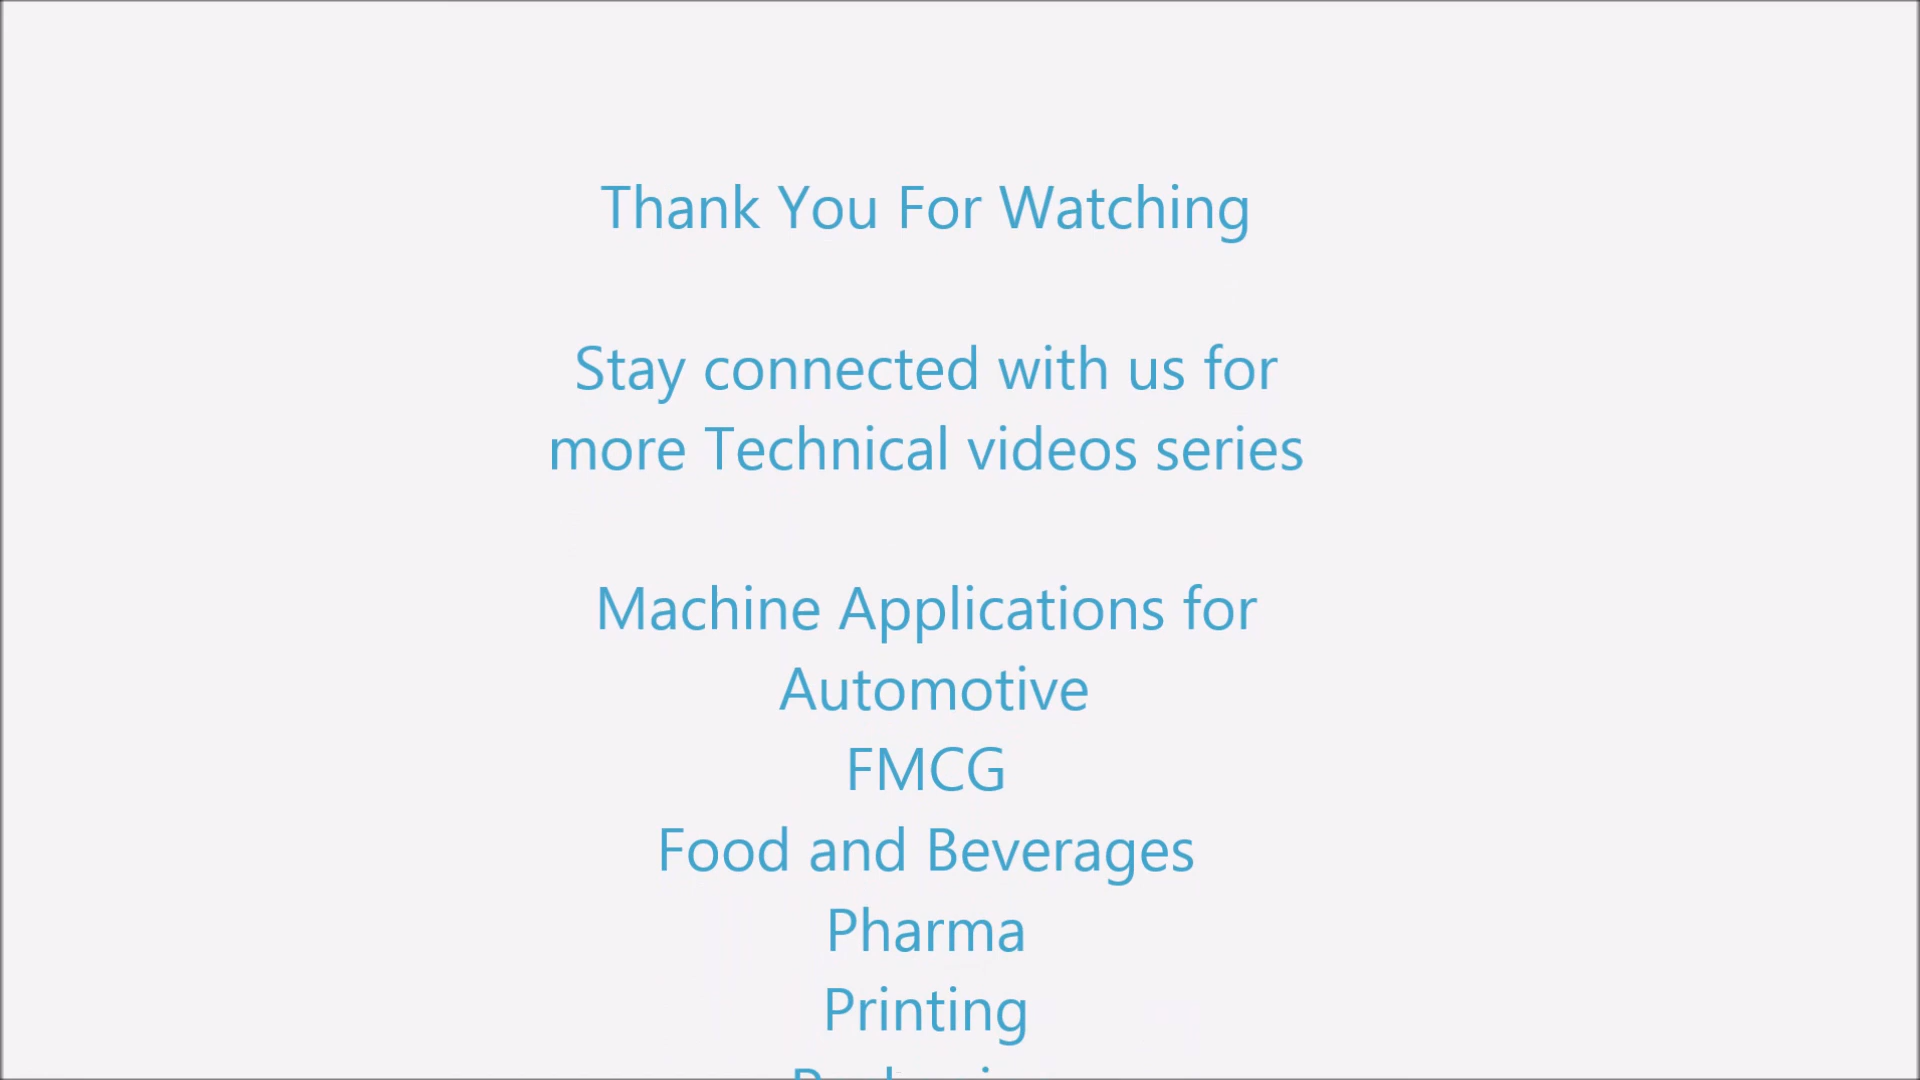 Thank You For Watching
Stay connected with us for
more Technical videos series
Machine Applications for
Automotive
FMCG
Food and Beverages
Pharma
Printing